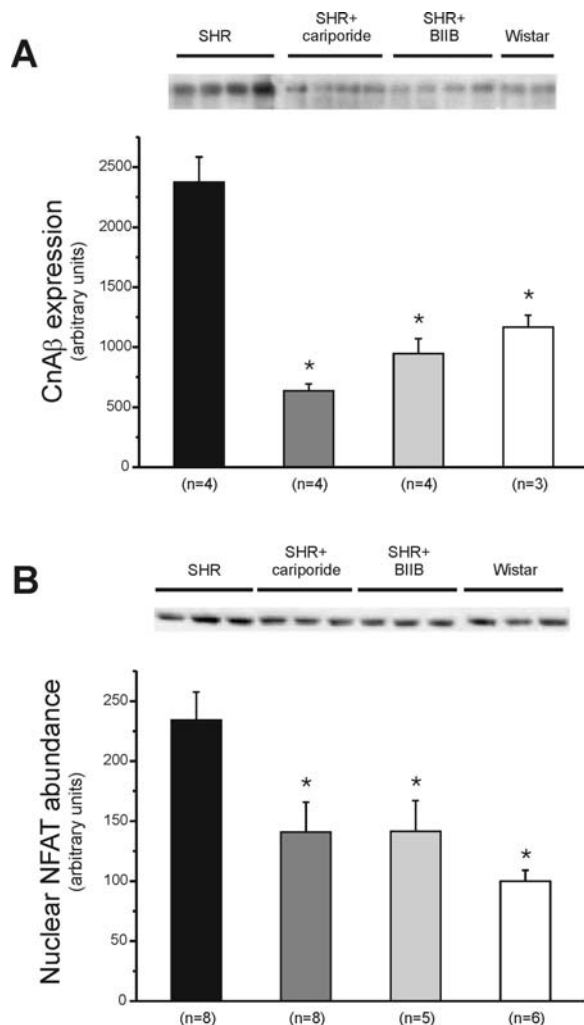 A
SHR
SHR+
cariporide
SHR+
BIIB
Wistar
CnAβ expression
(arbitrary units)
2500
2000
1500
1000
500
0
*
*
*
(n=4)
(n=4)
(n=4)
(n=3)
B
SHR
SHR+
cariporide
SHR+
BIIB
Wistar
Nuclear NFAT abundance
(arbitrary units)
250
200
150
100
50
0
*
*
*
(n=8)
(n=8)
(n=5)
(n=6)